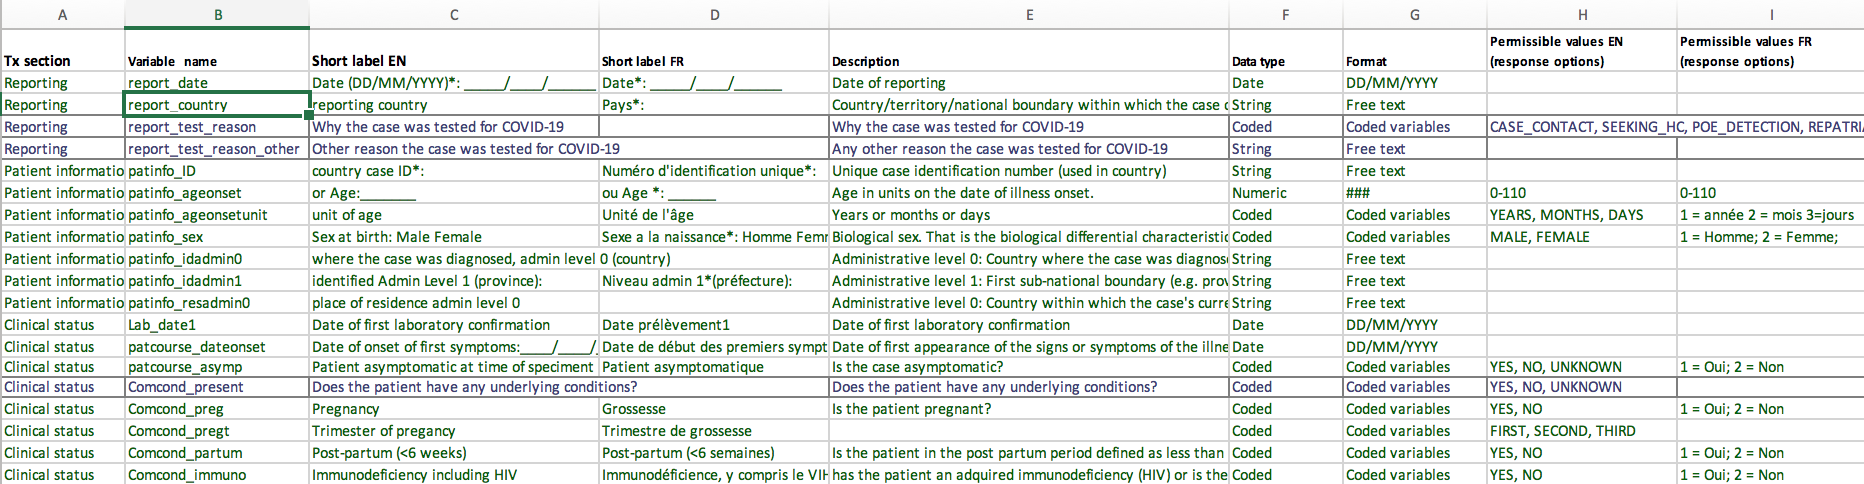 A B C D E F G H I
Permissible values EN Permissible values FR
Tx section Variable name Short label EN Short label FR Description Data type Format (response options) (response options)
Reporting report_date Date (DD/MM/YYYY)*: _____/____/______ Date*: _____/____/______ Date of reporting Date DD/MM/YYYY
Reporting report_country reporting country Pays*: Country/territory/national boundary within which the case String Free text
Reporting report_test_reason Why the case was tested for COVID-19 Why the case was tested for COVID-19 Coded Coded variables CASE_CONTACT, SEEKING_HC, POE_DETECTION, REPATRIA
Reporting report_test_reason_other Other reason the case was tested for COVID-19 Any other reason the case was tested for COVID-19 String Free text
Patient informatio patinfo_ID country case ID*: Numéro d'identification unique*: Unique case identification number (used in country) String Free text
Patient informatio patinfo_ageonset or Age:_______ ou Age *: ______ Age in units on the date of illness onset. Numeric ### 0-110 0-110
Patient informatio patinfo_ageonsetunit unit of age Unité de l'âge Years or months or days Coded Coded variables YEARS, MONTHS, DAYS 1 = année 2 = mois 3=jours
Patient informatio patinfo_sex Sex at birth: Male Female Sexe a la naissance*: Homme Femr Biological sex. That is the biological differential characteristic Coded Coded variables MALE, FEMALE 1 = Homme; 2 = Femme;
Patient informatio patinfo_idadmin0 where the case was diagnosed, admin level 0 (country) Administrative level 0: Country where the case was diagnos String Free text
Patient informatio patinfo_idadmin1 identified Admin Level 1 (province): Niveau admin 1*(préfecture): Administrative level 1: First sub-national boundary (e.g. prov String Free text
Patient informatio patinfo_resadmin0 place of residence admin level 0 Administrative level 0: Country within which the case's curre String Free text
Clinical status Lab_date1 Date of first laboratory confirmation Date prélèvement1 Date of first laboratory confirmation Date DD/MM/YYYY
Clinical status patcourse_dateonset Date of onset of first symptoms:____/____/ Date de début des premiers sympt Date of first appearance of the signs or symptoms of the illne Date DD/MM/YYYY
Clinical status patcourse_asymp Patient asymptomatic at time of speciment Patient asymptomatique Is the case asymptomatic? Coded Coded variables YES, NO, UNKNOWN 1 = Oui; 2 = Non
Clinical status Comcond_present Does the patient have any underlying conditions? Does the patient have any underlying conditions? Coded Coded variables YES, NO, UNKNOWN
Clinical status Comcond_preg Pregnancy Grossesse Is the patient pregnant? Coded Coded variables YES, NO 1 = Oui; 2 = Non
Clinical status Comcond_pregt Trimester of pregancy Trimestre de grossesse Coded Coded variables FIRST, SECOND, THIRD
Clinical status Comcond_partum Post-partum (<6 weeks) Post-partum (<6 semaines) Is the patient in the post partum period defined as less than Coded Coded variables YES, NO 1 = Oui; 2 = Non
Clinical status Comcond_immuno Immunodeficiency including HIV Immunodéficience, y compris le VIH has the patient an adquired immunodeficiency (HIV) or is the Coded Coded variables YES, NO 1 = Oui; 2 = Non